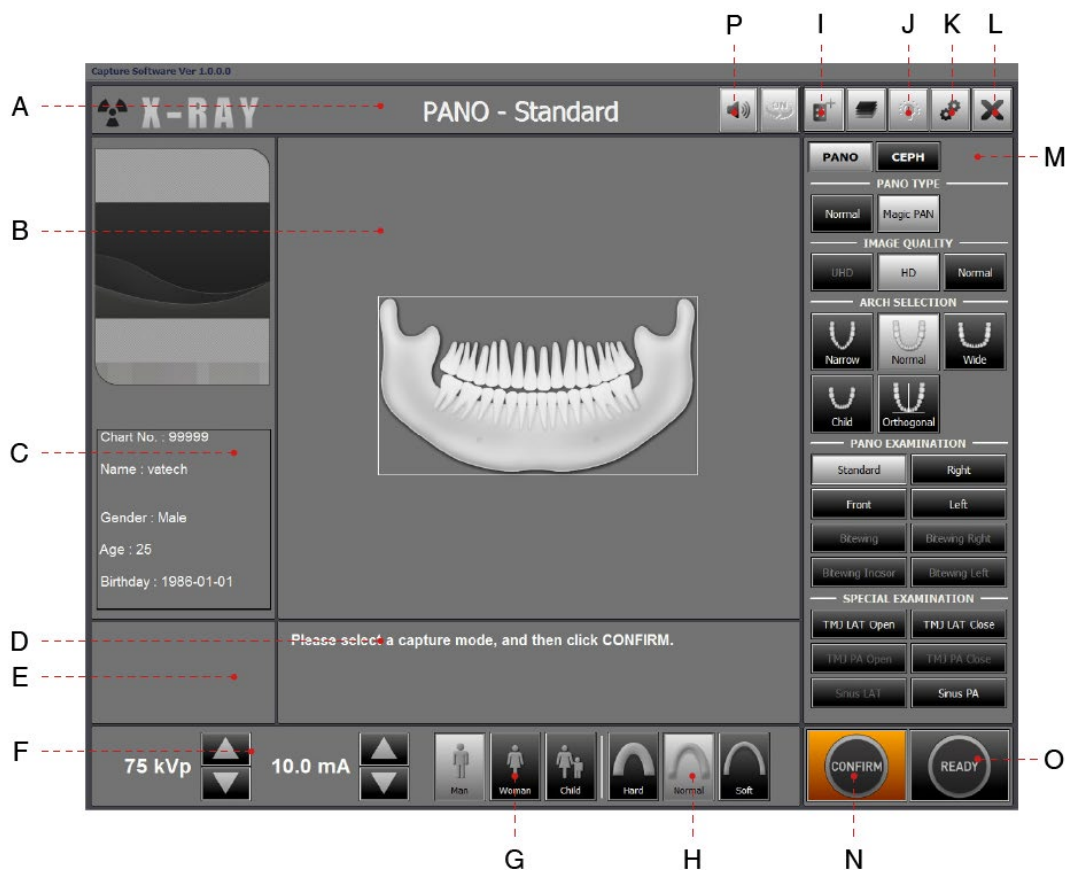 P I J K L
Capture Software Ver 1.0.0.0
A X-RAY PANO - Standard
PANO CEPH M
PANO TYPE
Normal Magic PAN
B
IMAGE QUALITY
UHD HD Normal
ARCH SELECTION
Narrow Normal Wide
Child Orthogonal
C Chart No. : 99999
Name : vatech
Gender : Male
Age : 25
Birthday : 1986-01-01
PANO EXAMINATION
Standard Right
Front Left
Bitewing Bitewing Right
Bitewing Incisor Bitewing Left
SPECIAL EXAMINATION
TMJ LAT Open TMJ LAT Close
TMJ PA Open TMJ PA Close
Sinus LAT Sinus PA
D Please select a capture mode, and then click CONFIRM.
E
F 75 kVp 10.0 mA
Man Woman Child Hard Normal Soft
CONFIRM READY O
G H N